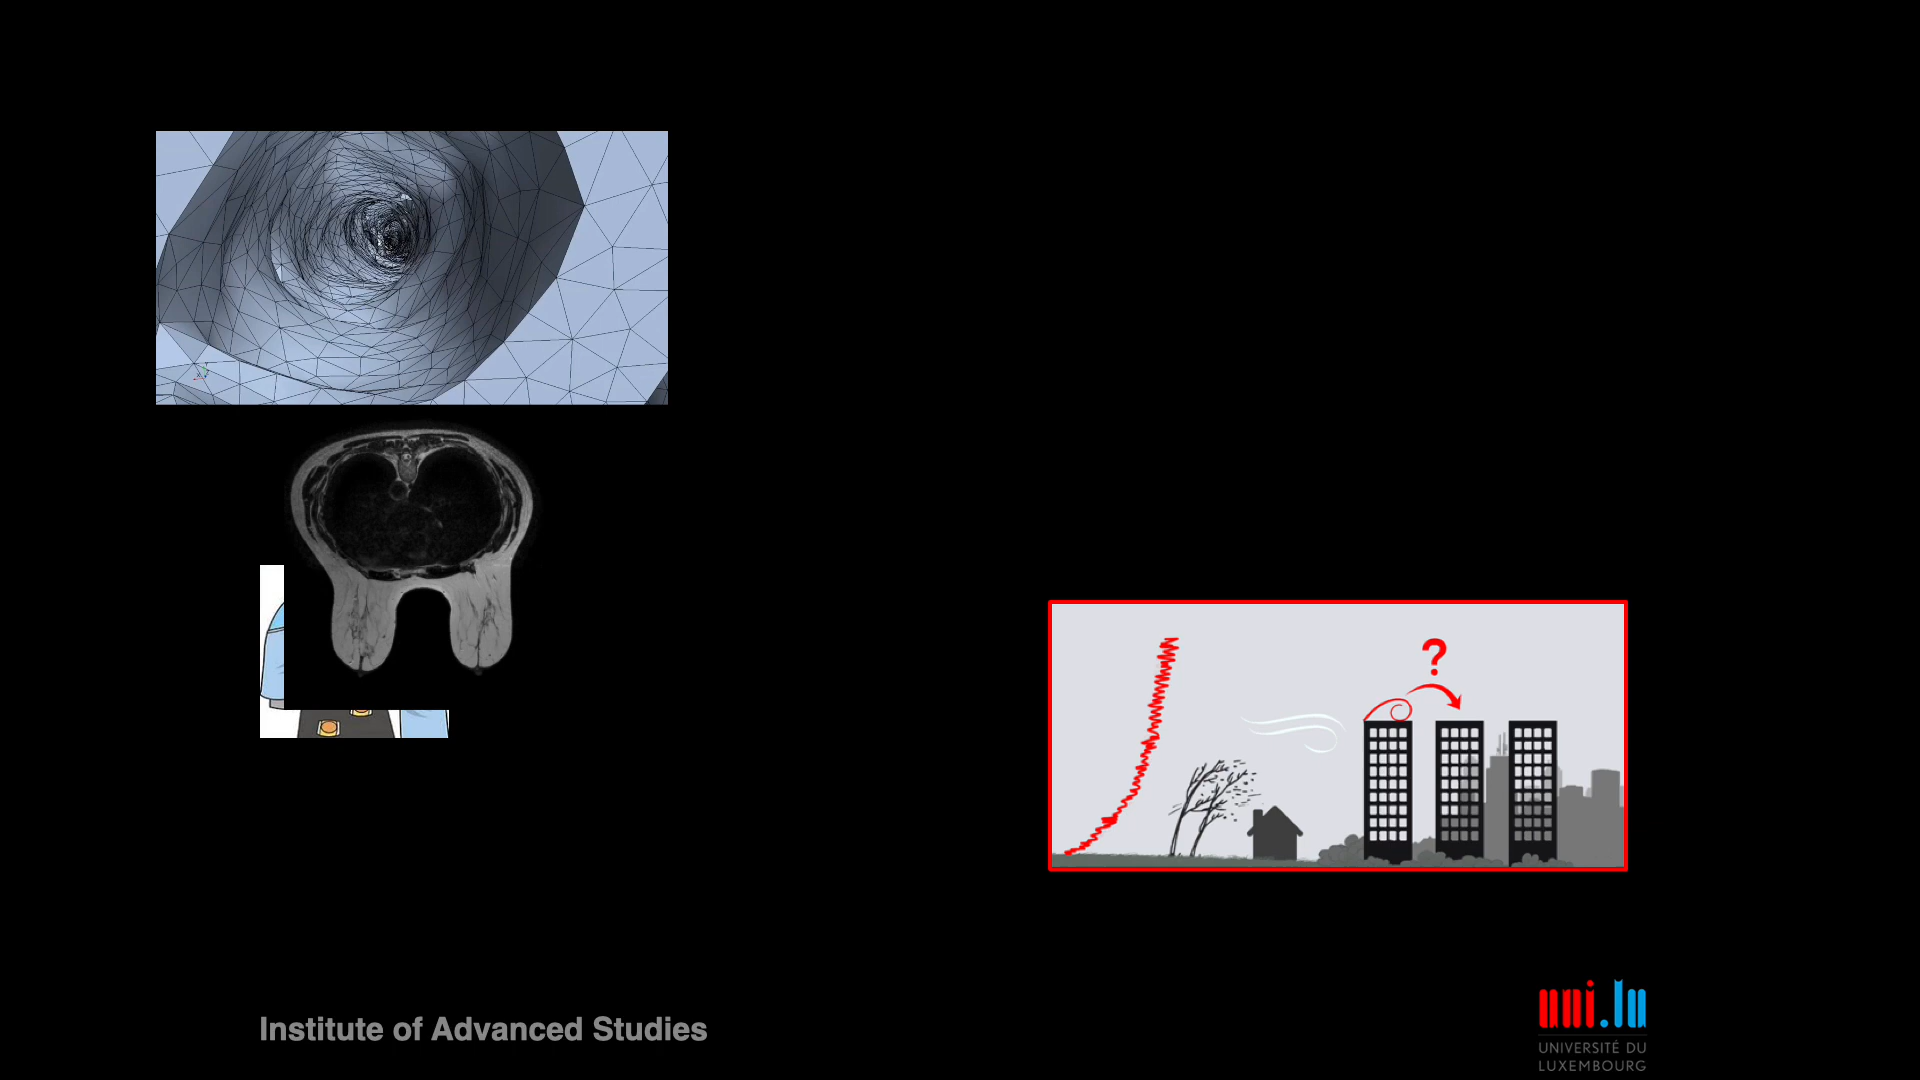 ?
Institute of Advanced Studies
uni.lu
UNIVERSITÉ DU
LUXEMBOURG